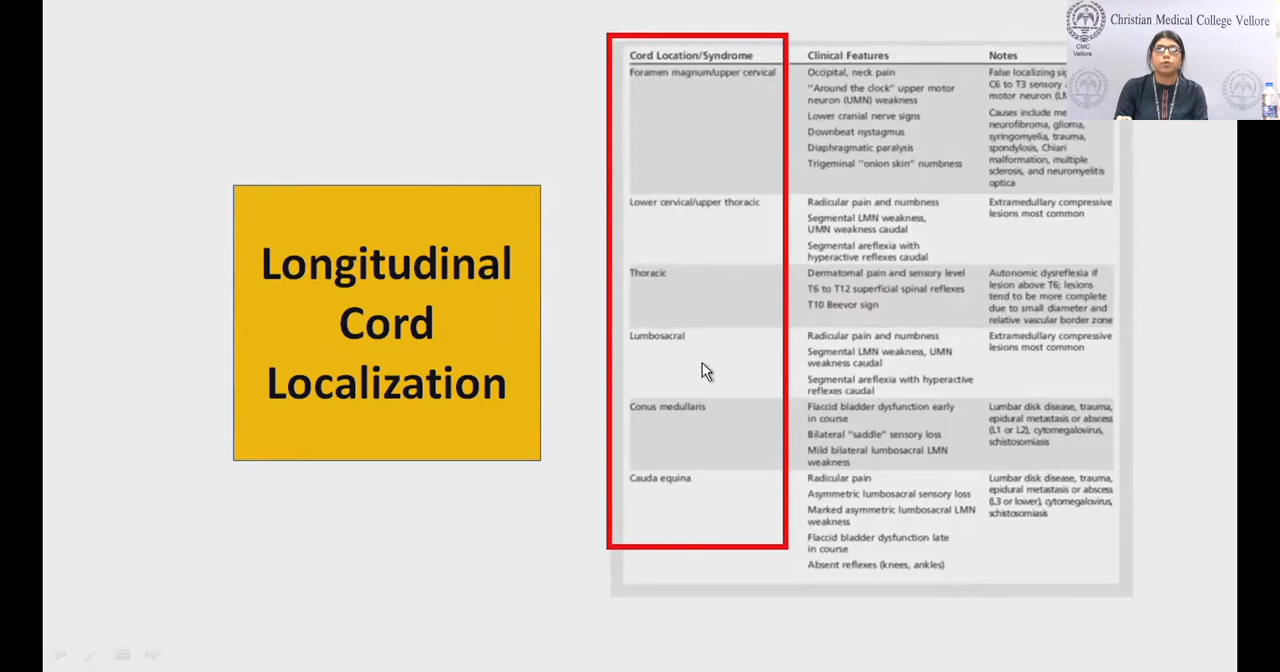 Christian Medical College Vellore
CMC
Vellore
Longitudinal
Cord
Localization
Cord Location/Syndrome
Clinical Features
Notes
Foramen magnum/upper cervical
Occipital, neck pain
"Around the clock" upper motor
neuron (UMN) weakness
Lower cranial nerve signs
Downbeat nystagmus
Diaphragmatic paralysis
Trigeminal "onion skin" numbness
False localizing
C6 to T3 sensory
motor neuron
Causes include
neurofibroma, glioma,
syringomyelia, trauma,
spondylosis, Chiari
malformation, multiple
sclerosis, and neuromyelitis
optica
Lower cervical/upper thoracic
Radicular pain and numbness
Segmental LMN weakness,
UMN weakness caudal
Segmental areflexia with
hyperactive reflexes caudal
Extramedullary compressive
lesions most common
Thoracic
Dermatomal pain and sensory level
T6 to T12 superficial spinal reflexes
T10 Beevor sign
Autonomic dysreflexia if
lesion above T6; lesions
tend to be more complete
due to small diameter and
relative vascular border zone
Lumbosacral
Radicular pain and numbness
Segmental LMN weakness, UMN
weakness caudal
Segmental areflexia with hyperactive
reflexes caudal
Extramedullary compressive
lesions most common
Conus medullaris
Flaccid bladder dysfunction early
in course
Bilateral "saddle" sensory loss
Mild bilateral lumbosacral LMN
weakness
Lumbar disk disease, trauma,
epidural metastasis or abscess
(L1 or L2), cytomegalovirus,
schistosomiasis
Cauda equina
Radicular pain
Asymmetric lumbosacral sensory loss
Marked asymmetric lumbosacral LMN
weakness
Flaccid bladder dysfunction late
in course
Absent reflexes (knees, ankles)
Lumbar disk disease, trauma,
epidural metastasis or abscess
(L3 or lower), cytomegalovirus,
schistosomiasis